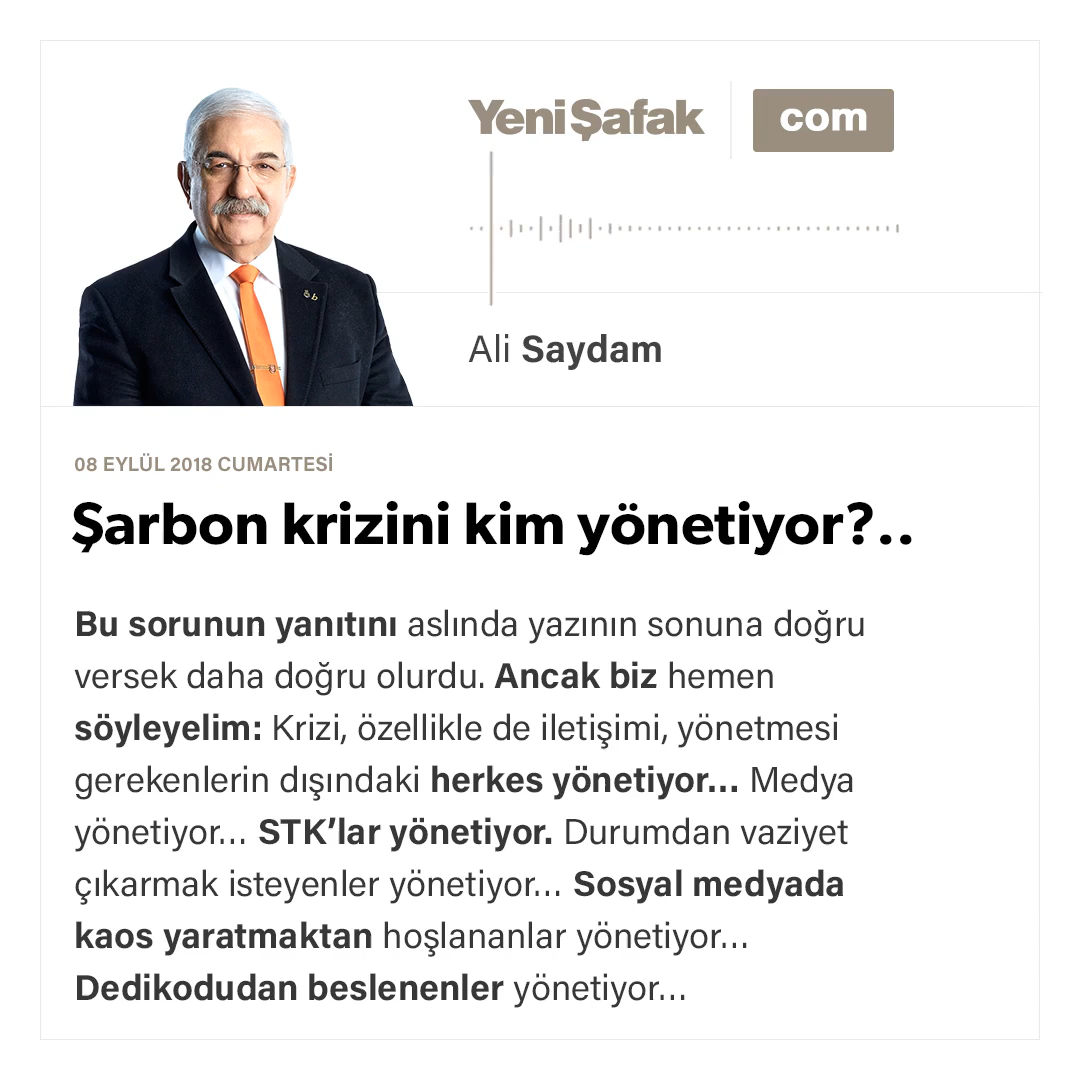 YeniŞafak com
Ali Saydam
08 EYLÜL 2018 CUMARTESİ
Şarbon krizini kim yönetiyor?..
Bu sorunun yanıtını aslında yazının sonuna doğru
versek daha doğru olurdu. Ancak biz hemen
söyleyelim: Krizi, özellikle de iletişimi, yönetmesi
gerekenlerin dışındaki herkes yönetiyor... Medya
yönetiyor... STK’lar yönetiyor. Durumdan vaziyet
çıkarmak isteyenler yönetiyor... Sosyal medyada
kaos yaratmaktan hoşlananlar yönetiyor...
Dedikodudan beslenenler yönetiyor...